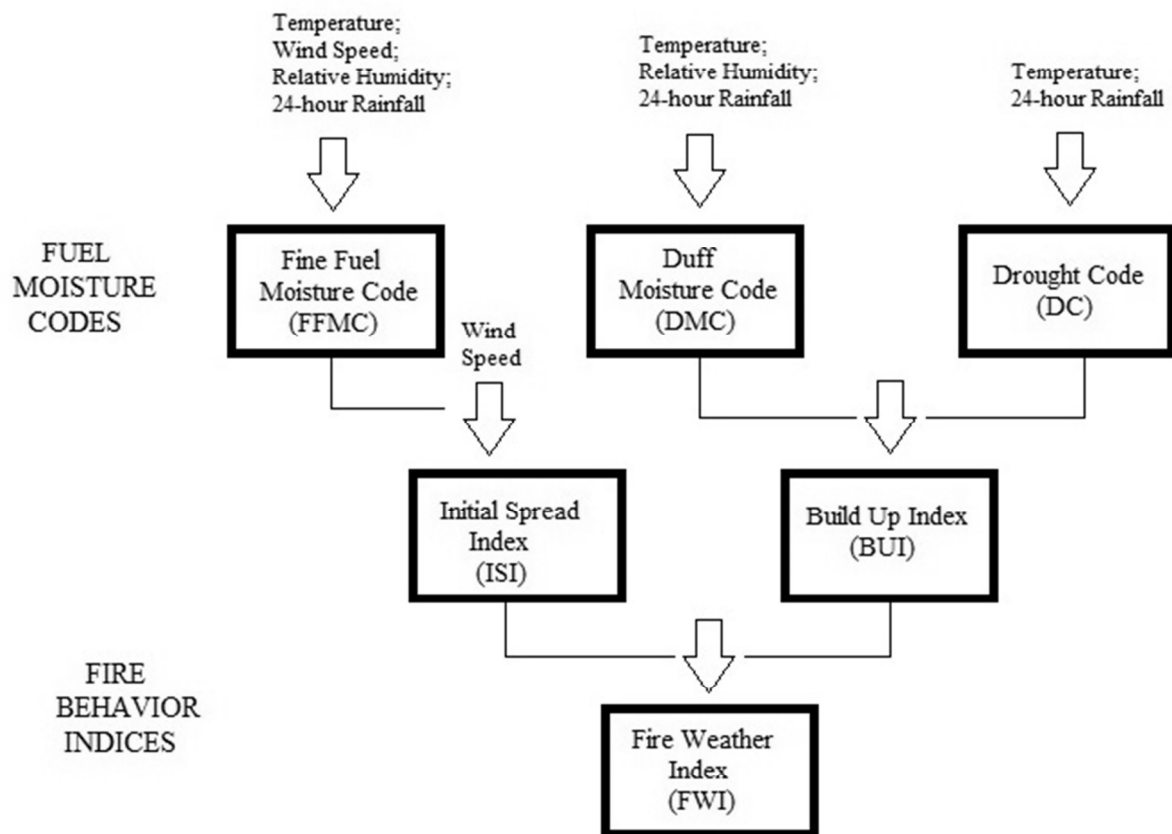 Temperature;
Wind Speed;
Relative Humidity;
24-hour Rainfall
Temperature;
Relative Humidity;
24-hour Rainfall
Temperature;
24-hour Rainfall
FUEL
MOISTURE
CODES
Fine Fuel
Moisture Code
(FFMC)
Duff
Moisture Code
(DMC)
Drought Code
(DC)
Wind
Speed
Initial Spread
Index
(ISI)
Build Up Index
(BUI)
FIRE
BEHAVIOR
INDICES
Fire Weather
Index
(FWI)